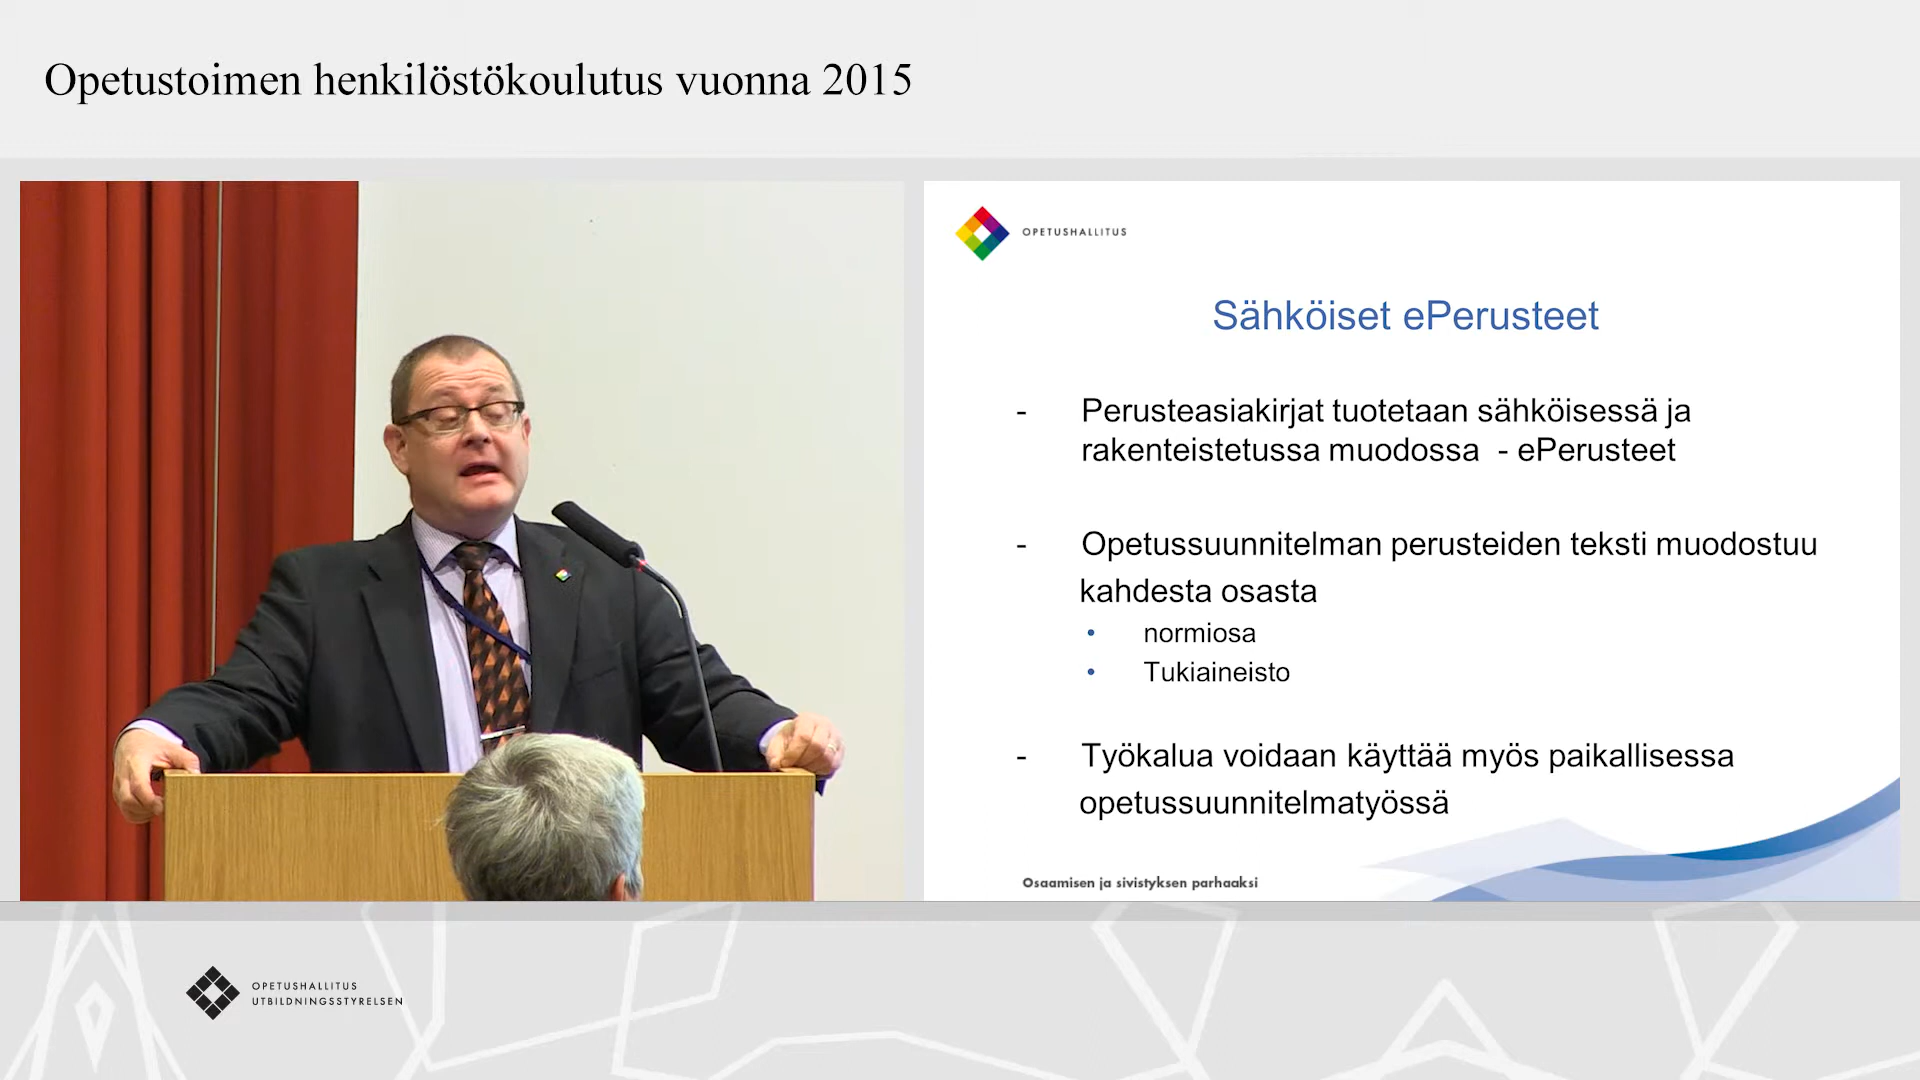 Opetustoimen henkilöstökoulutus vuonna 2015
OPETUSHALLITUS
Sähköiset ePerusteet
- Perusteasiakirjat tuotetaan sähköisessä ja
rakenteistetussa muodossa - ePerusteet
- Opetussuunnitelman perusteiden teksti muodostuu
kahdesta osasta
• normiosa
• Tukiaineisto
- Työkalua voidaan käyttää myös paikallisessa
opetussuunnitelmatyössä
Osaamisen ja sivistyksen parhaaksi
OPETUSHALLITUS
UTBILDNINGSSTYRELSEN